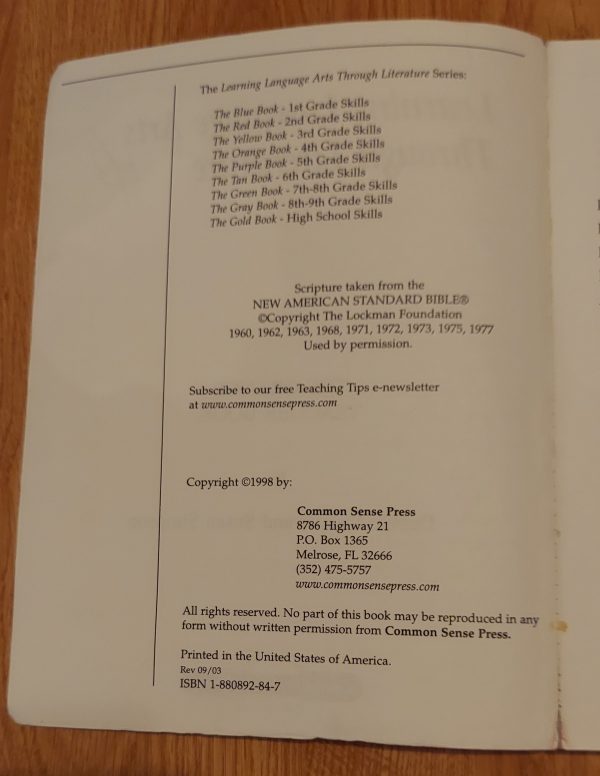 The Learning Language Arts Through Literature Series:
The Blue Book - 1st Grade Skills
The Red Book - 2nd Grade Skills
The Yellow Book - 3rd Grade Skills
The Orange Book - 4th Grade Skills
The Purple Book - 5th Grade Skills
The Tan Book - 6th Grade Skills
The Green Book - 7th-8th Grade Skills
The Gray Book - 8th-9th Grade Skills
The Gold Book - High School Skills
Scripture taken from the
NEW AMERICAN STANDARD BIBLE®
©Copyright The Lockman Foundation
1960, 1962, 1963, 1968, 1971, 1972, 1973, 1975, 1977
Used by permission.
Subscribe to our free Teaching Tips e-newsletter
at www.commonsensepress.com
Copyright ©1998 by:
Common Sense Press
8786 Highway 21
P.O. Box 1365
Melrose, FL 32666
(352) 475-5757
www.commonsensepress.com
All rights reserved. No part of this book may be reproduced in any
form without written permission from Common Sense Press.
Printed in the United States of America.
Rev 09/03
ISBN 1-880892-84-7